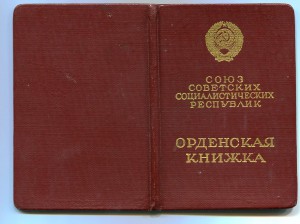 СОЮЗ
СОВЕТСКИХ
СОЦИАЛИСТИЧЕСКИХ
РЕСПУБЛИК
ОРДЕНСКАЯ
КНИЖКА